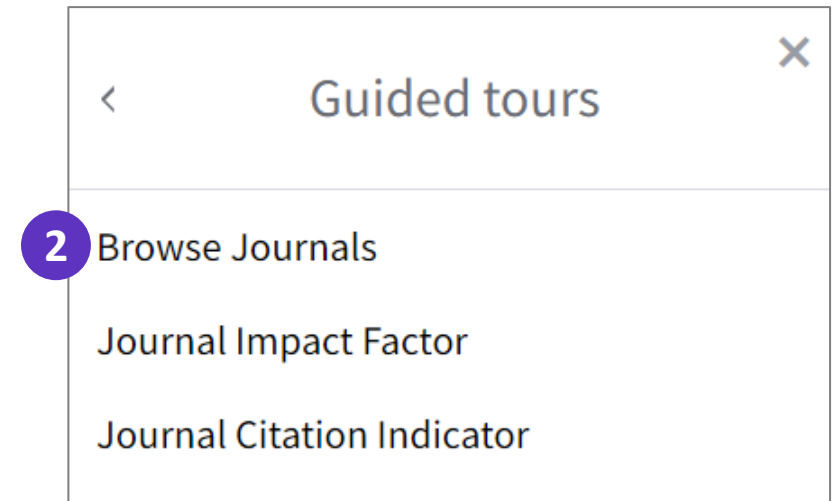 Guided tours
2 Browse Journals
Journal Impact Factor
Journal Citation Indicator